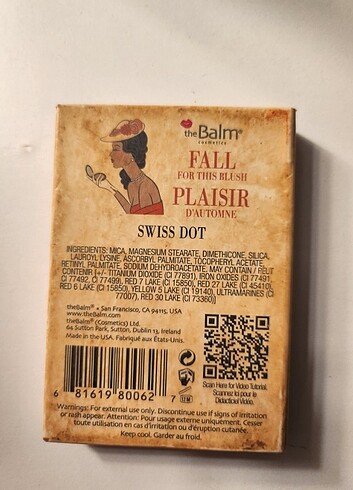 theBalm®
cosmetics
FALL
FOR THIS BLUSH
PLAISIR
D'AUTOMNE
SWISS DOT
INGREDIENTS: MICA, MAGNESIUM STEARATE, DIMETHICONE, SILICA,
LAUROYL LYSINE, ASCORBYL PALMITATE, TOCOPHERYL ACETATE,
RETINYL PALMITATE, SODIUM DEHYDROACETATE. MAY CONTAIN / PEUT
CONTENIR (+/- TITANIUM DIOXIDE (CI 77891), IRON OXIDES (CI 77491,
CI 77492, CI 77499), RED 7 LAKE (CI 15850), RED 27 LAKE (CI 45410),
RED 6 LAKE (CI 15850), YELLOW 5 LAKE (CI 19140), ULTRAMARINES (CI
77007), RED 30 LAKE (CI 73360))
theBalm® • San Francisco, CA 94115, USA
www.theBalm.com
theBalm® (Cosmetics) Ltd.
64 Sutton Park, Sutton, Dublin 13, Ireland
Made in the USA. Fabriqué aux États-Unis.
6 81619 80062 7
12M
Scan Here for Video Tutorial.
Scannez ici pour le
Didacticiel Vidéo.
Warnings: For external use only. Discontinue use if signs of irritation
or rash appear. Attention: Pour usage externe uniquement. Cesser
toute utilisation en cas d'irritation ou d'éruption cutanée.
Keep cool. Garder au froid.